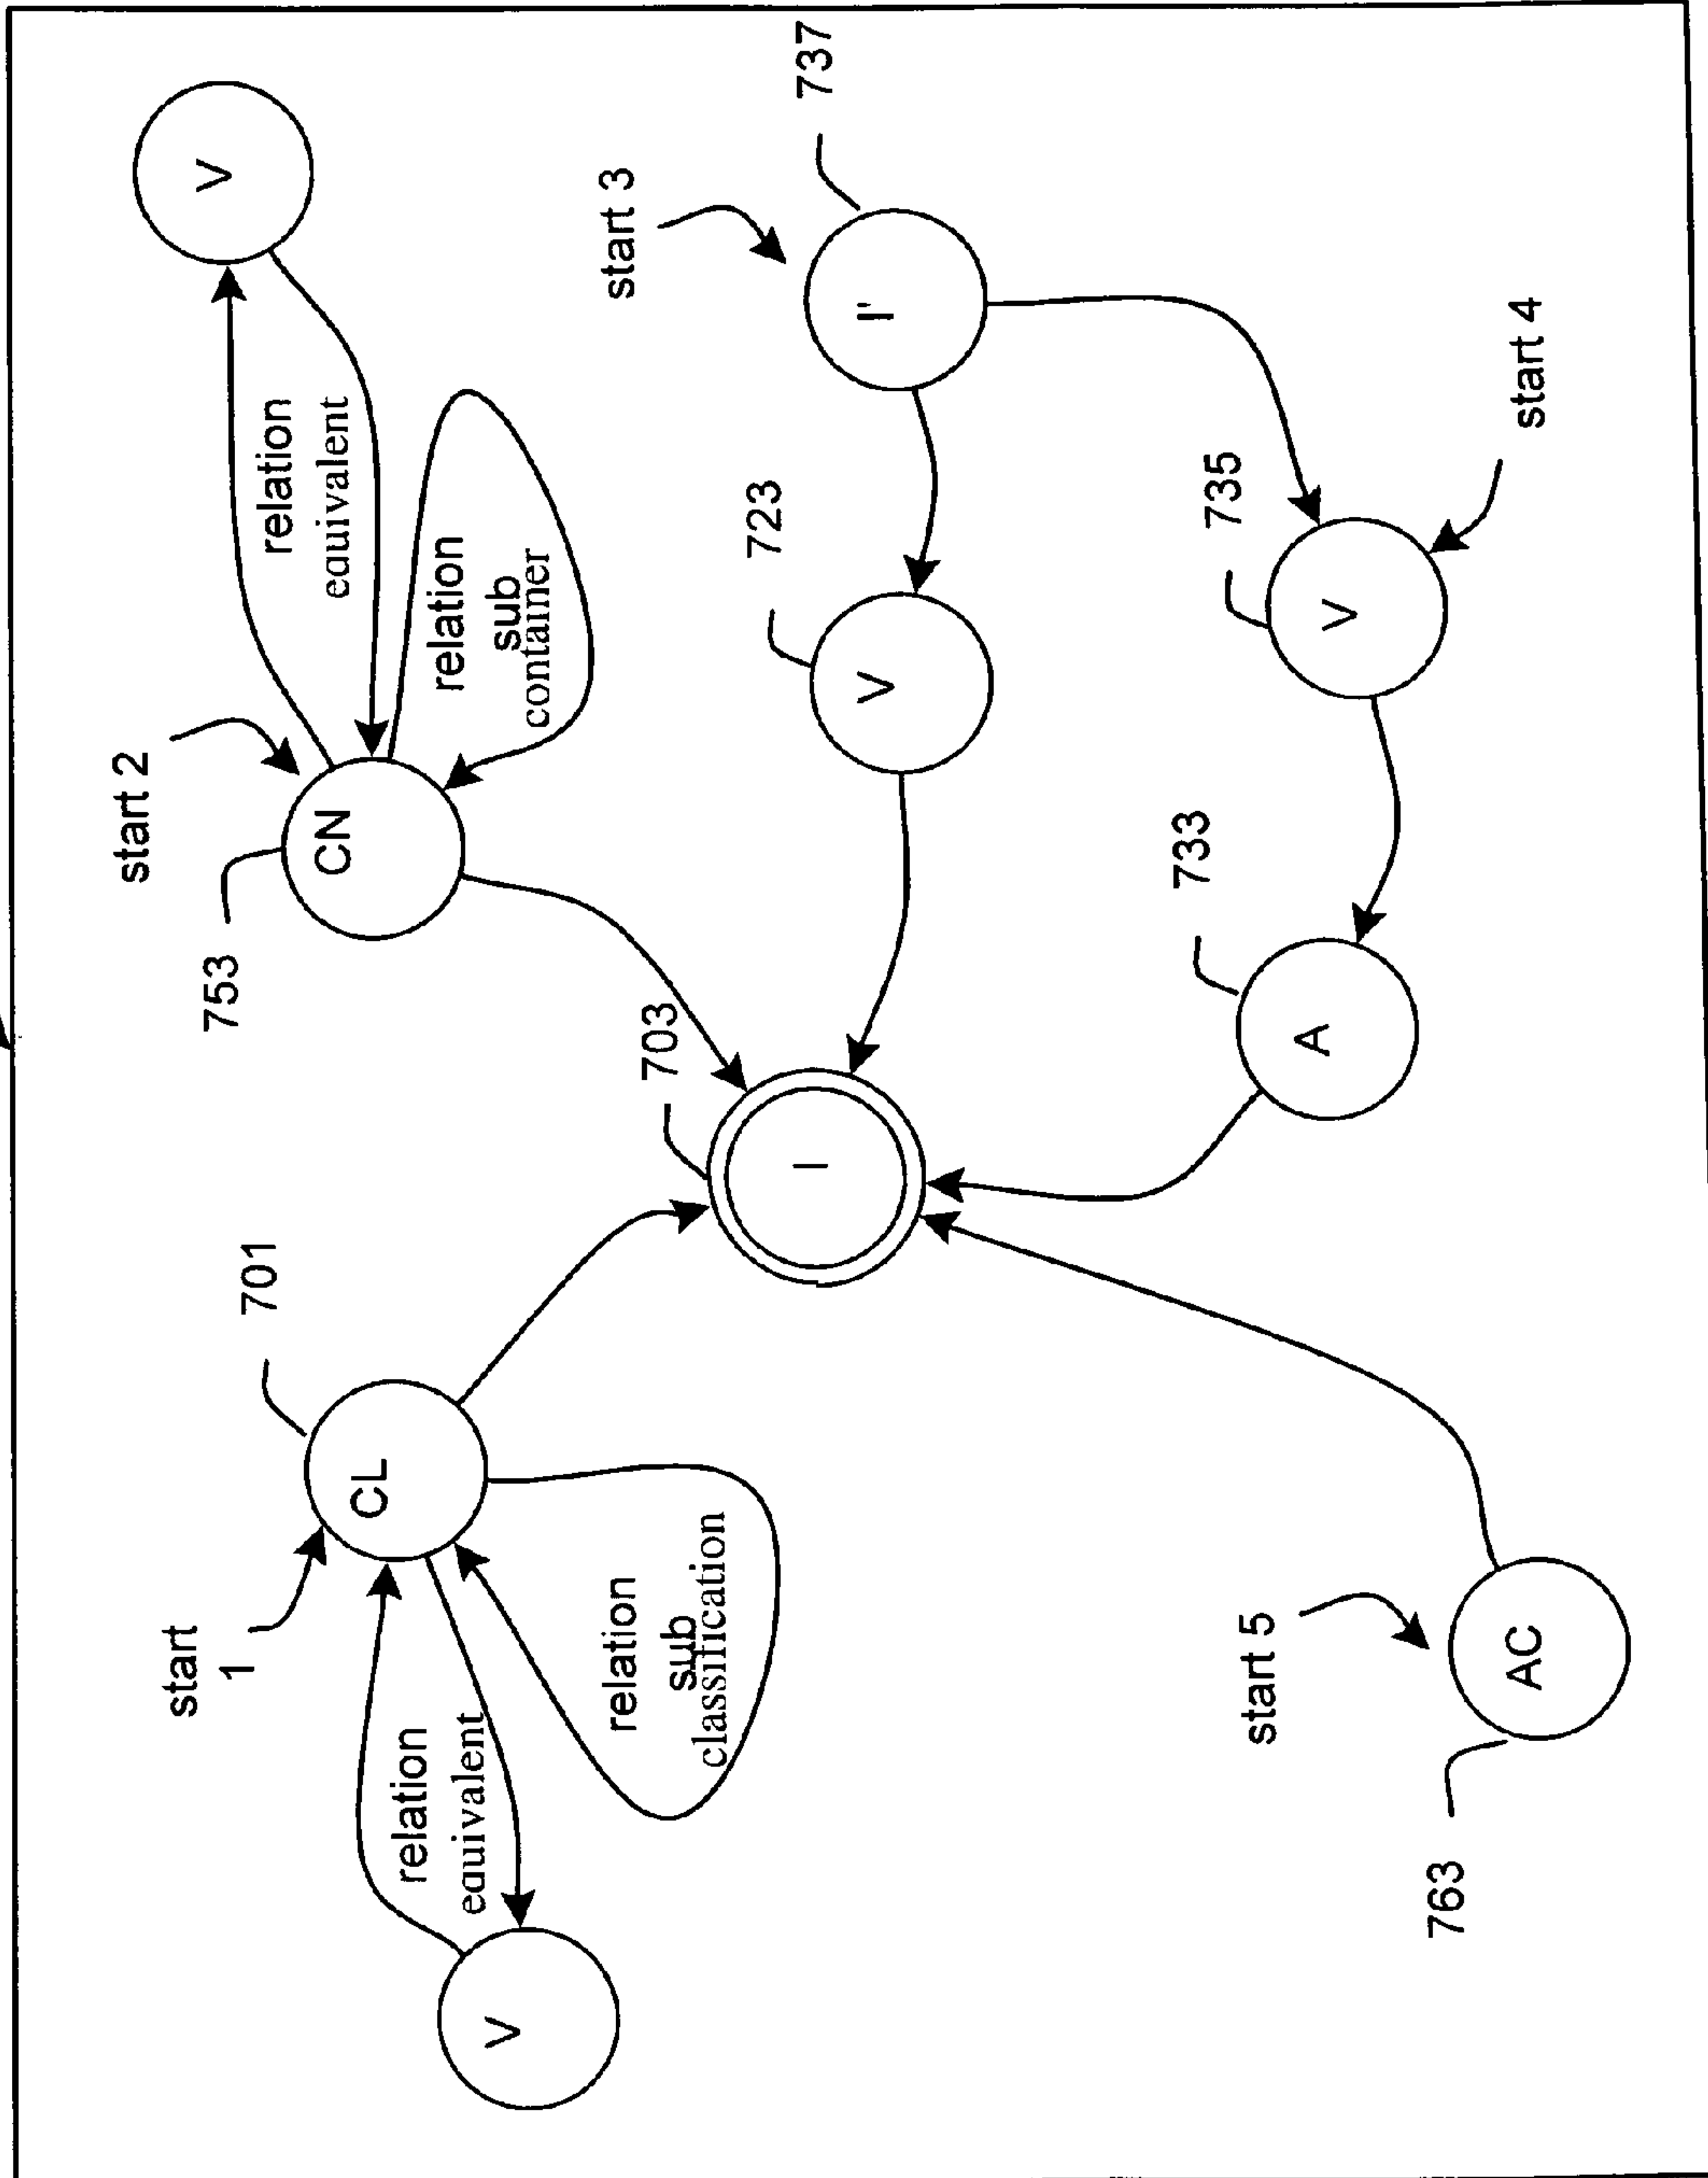 start 2
start
1
V
753
701
relation
equivalent
CN
CL
relation
equivalent
relation
sub
container
V
relation
sub
classification
start 3
703
723
737
I
V
I'
733
735
start 5
A
V
763
AC
start 4